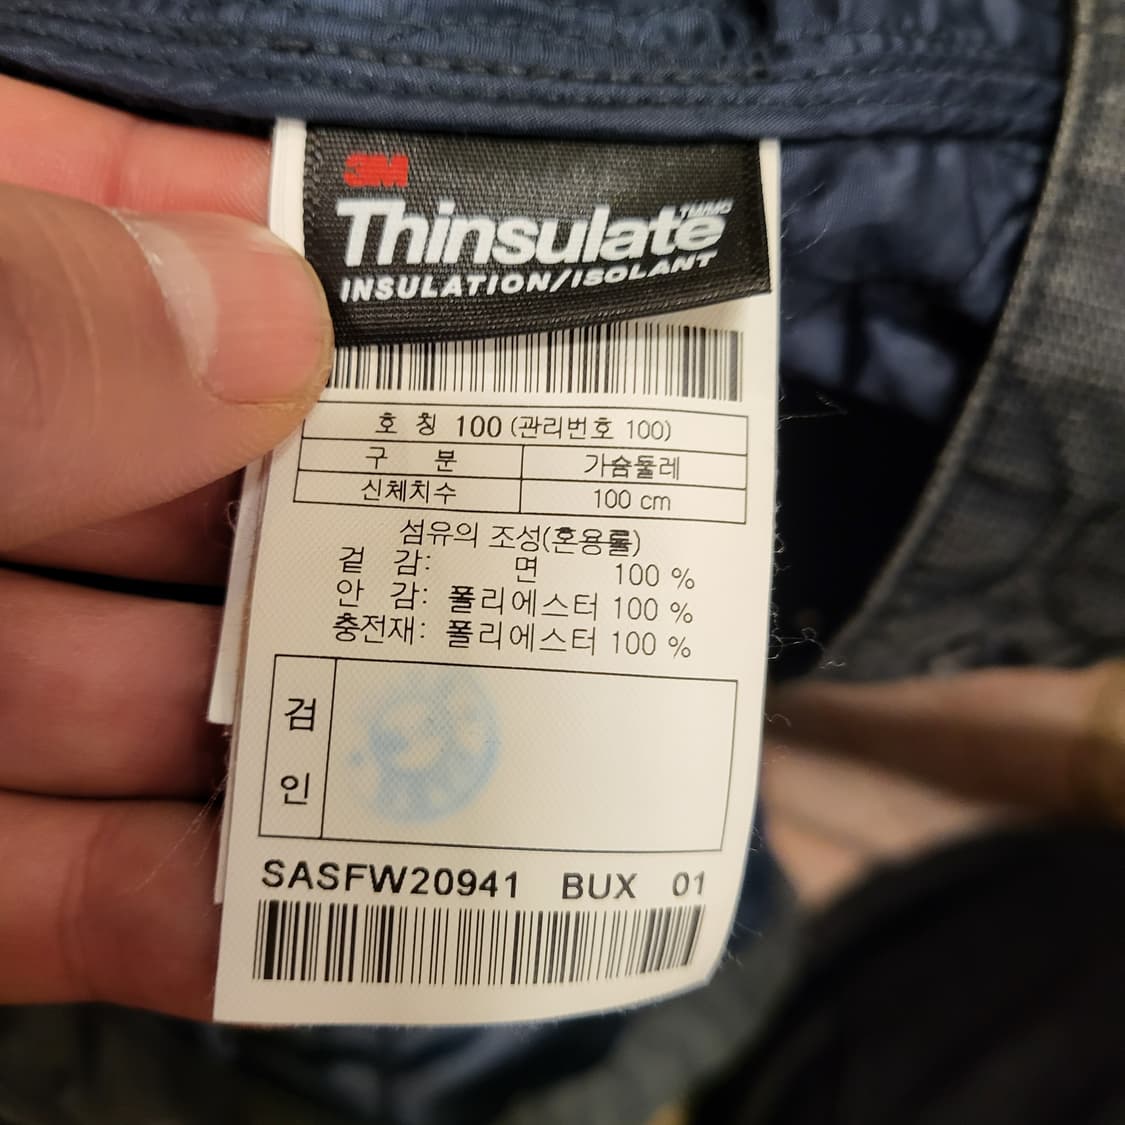 3M
Thinsulate TM/MC
INSULATION/ISOLANT
호 칭 100 (관리번호 100)
구 분 가슴둘레
신체치수 100 cm
섬유의 조성(혼용률)
겉 감: 면 100 %
안 감: 폴리에스터 100 %
충전재: 폴리에스터 100 %
검
인
SASFW20941 BUX 01